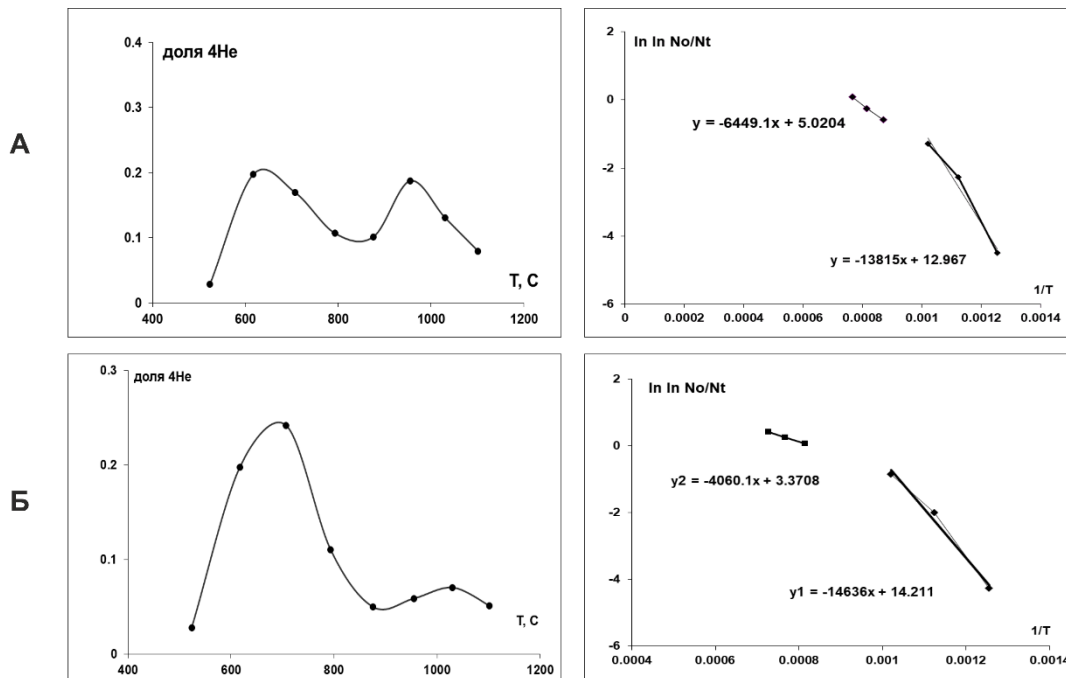 А
доля 4He
0.4
0.3
0.2
0.1
0
T, C
400 600 800 1000 1200
2
0
-2
-4
-6
ln ln No/Nt
y = -6449.1x + 5.0204
y = -13815x + 12.967
1/T
0 0.0002 0.0004 0.0006 0.0008 0.001 0.0012 0.0014
Б
0.3
0.2
0.1
0
доля 4He
T, C
400 600 800 1000 1200
2
0
-2
-4
-6
ln ln No/Nt
y2 = -4060.1x + 3.3708
y1 = -14636x + 14.211
1/T
0.0004 0.0006 0.0008 0.001 0.0012 0.0014